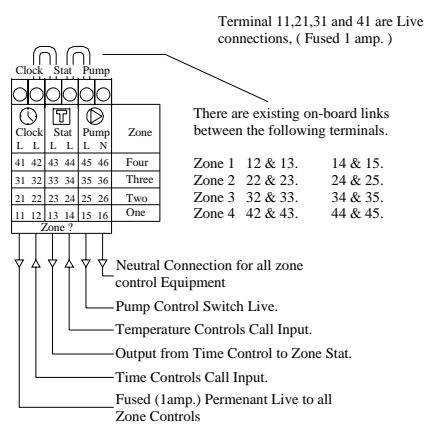 Terminal 11,21,31 and 41 are Live
connections, ( Fused 1 amp. )
Clock Stat Pump
There are existing on-board links
between the following terminals.
Clock Stat Pump Zone
L L L L L N
41 42 43 44 45 46 Four
31 32 33 34 35 36 Three
21 22 23 24 25 26 Two
11 12 13 14 15 16 One
Zone ?
Zone 1 12 & 13. 14 & 15.
Zone 2 22 & 23. 24 & 25.
Zone 3 32 & 33. 34 & 35.
Zone 4 42 & 43. 44 & 45.
Neutral Connection for all zone
control Equipment
Pump Control Switch Live.
Temperature Controls Call Input.
Output from Time Control to Zone Stat.
Time Controls Call Input.
Fused (1amp.) Permenant Live to all
Zone Controls